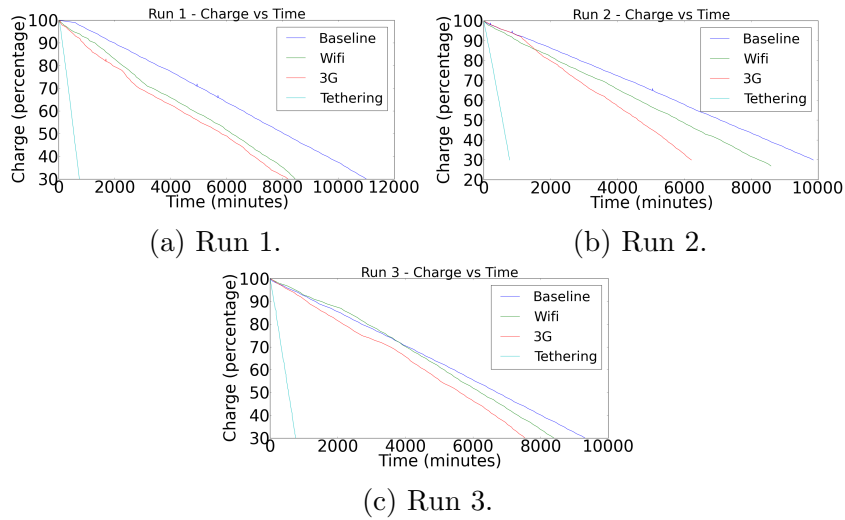 Run 1 - Charge vs Time
Charge (percentage)
100
90
80
70
60
50
40
30
0
2000
4000
6000
8000
10000
12000
Time (minutes)
Baseline
Wifi
3G
Tethering
(a) Run 1.
Run 2 - Charge vs Time
Charge (percentage)
100
90
80
70
60
50
40
30
20
0
2000
4000
6000
8000
10000
Time (minutes)
Baseline
Wifi
3G
Tethering
(b) Run 2.
Run 3 - Charge vs Time
Charge (percentage)
100
90
80
70
60
50
40
30
0
2000
4000
6000
8000
10000
Time (minutes)
Baseline
Wifi
3G
Tethering
(c) Run 3.